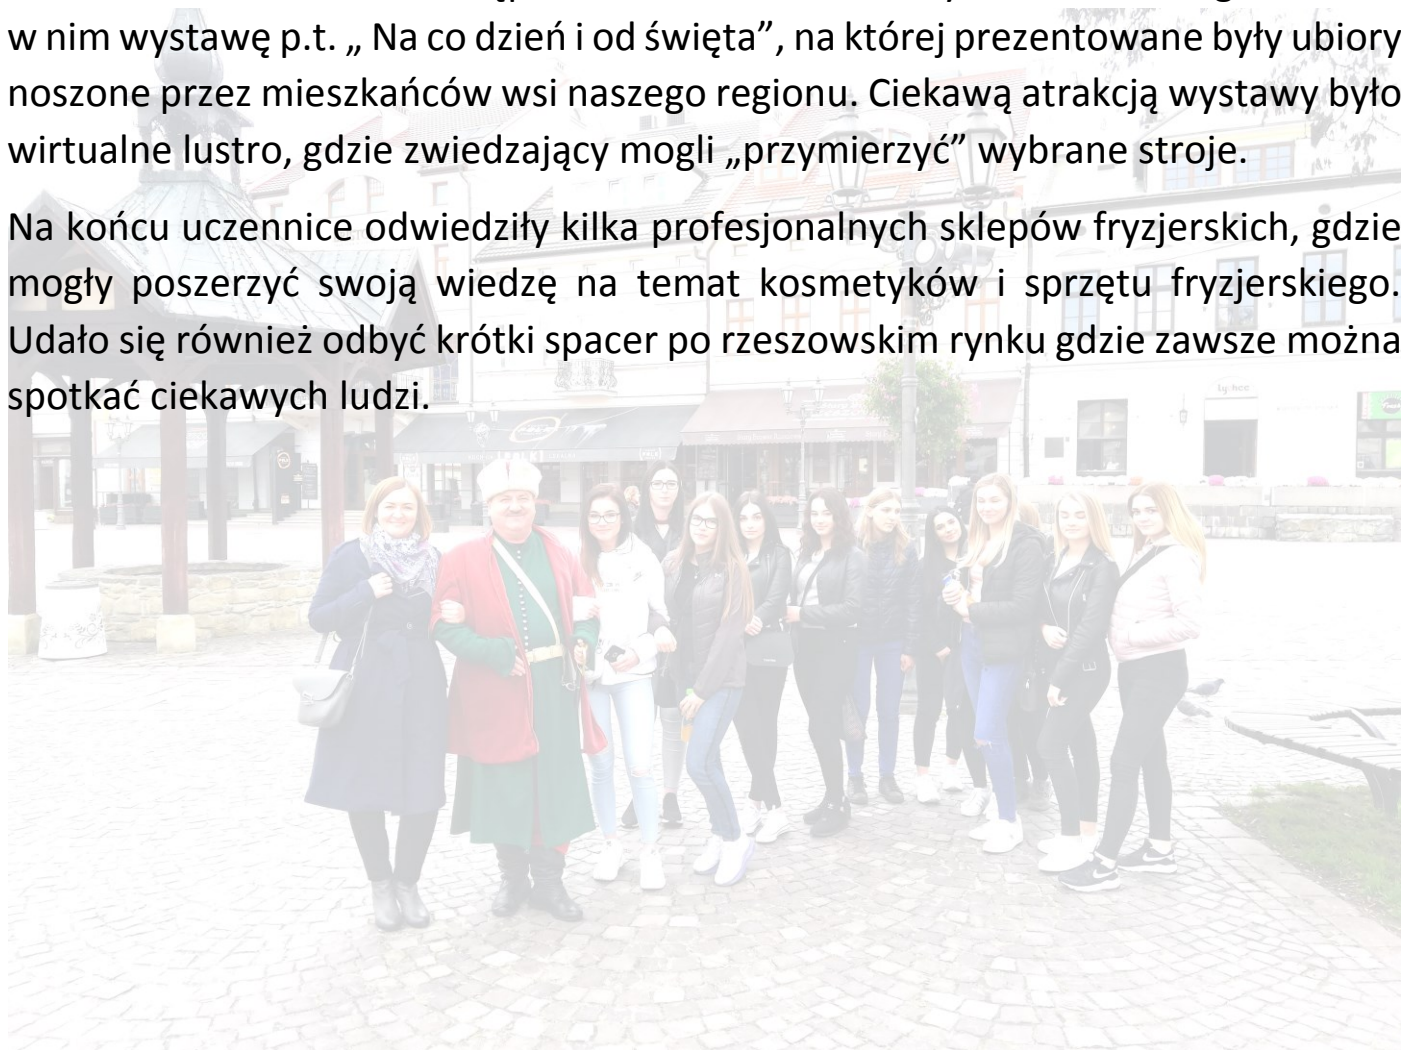 w nim wystawę p.t. „ Na co dzień i od święta”, na której prezentowane były ubiory
noszone przez mieszkańców wsi naszego regionu. Ciekawą atrakcją wystawy było
wirtualne lustro, gdzie zwiedzający mogli „przymierzyć” wybrane stroje.
Na końcu uczennice odwiedziły kilka profesjonalnych sklepów fryzjerskich, gdzie
mogły poszerzyć swoją wiedzę na temat kosmetyków i sprzętu fryzjerskiego.
Udało się również odbyć krótki spacer po rzeszowskim rynku gdzie zawsze można
spotkać ciekawych ludzi.